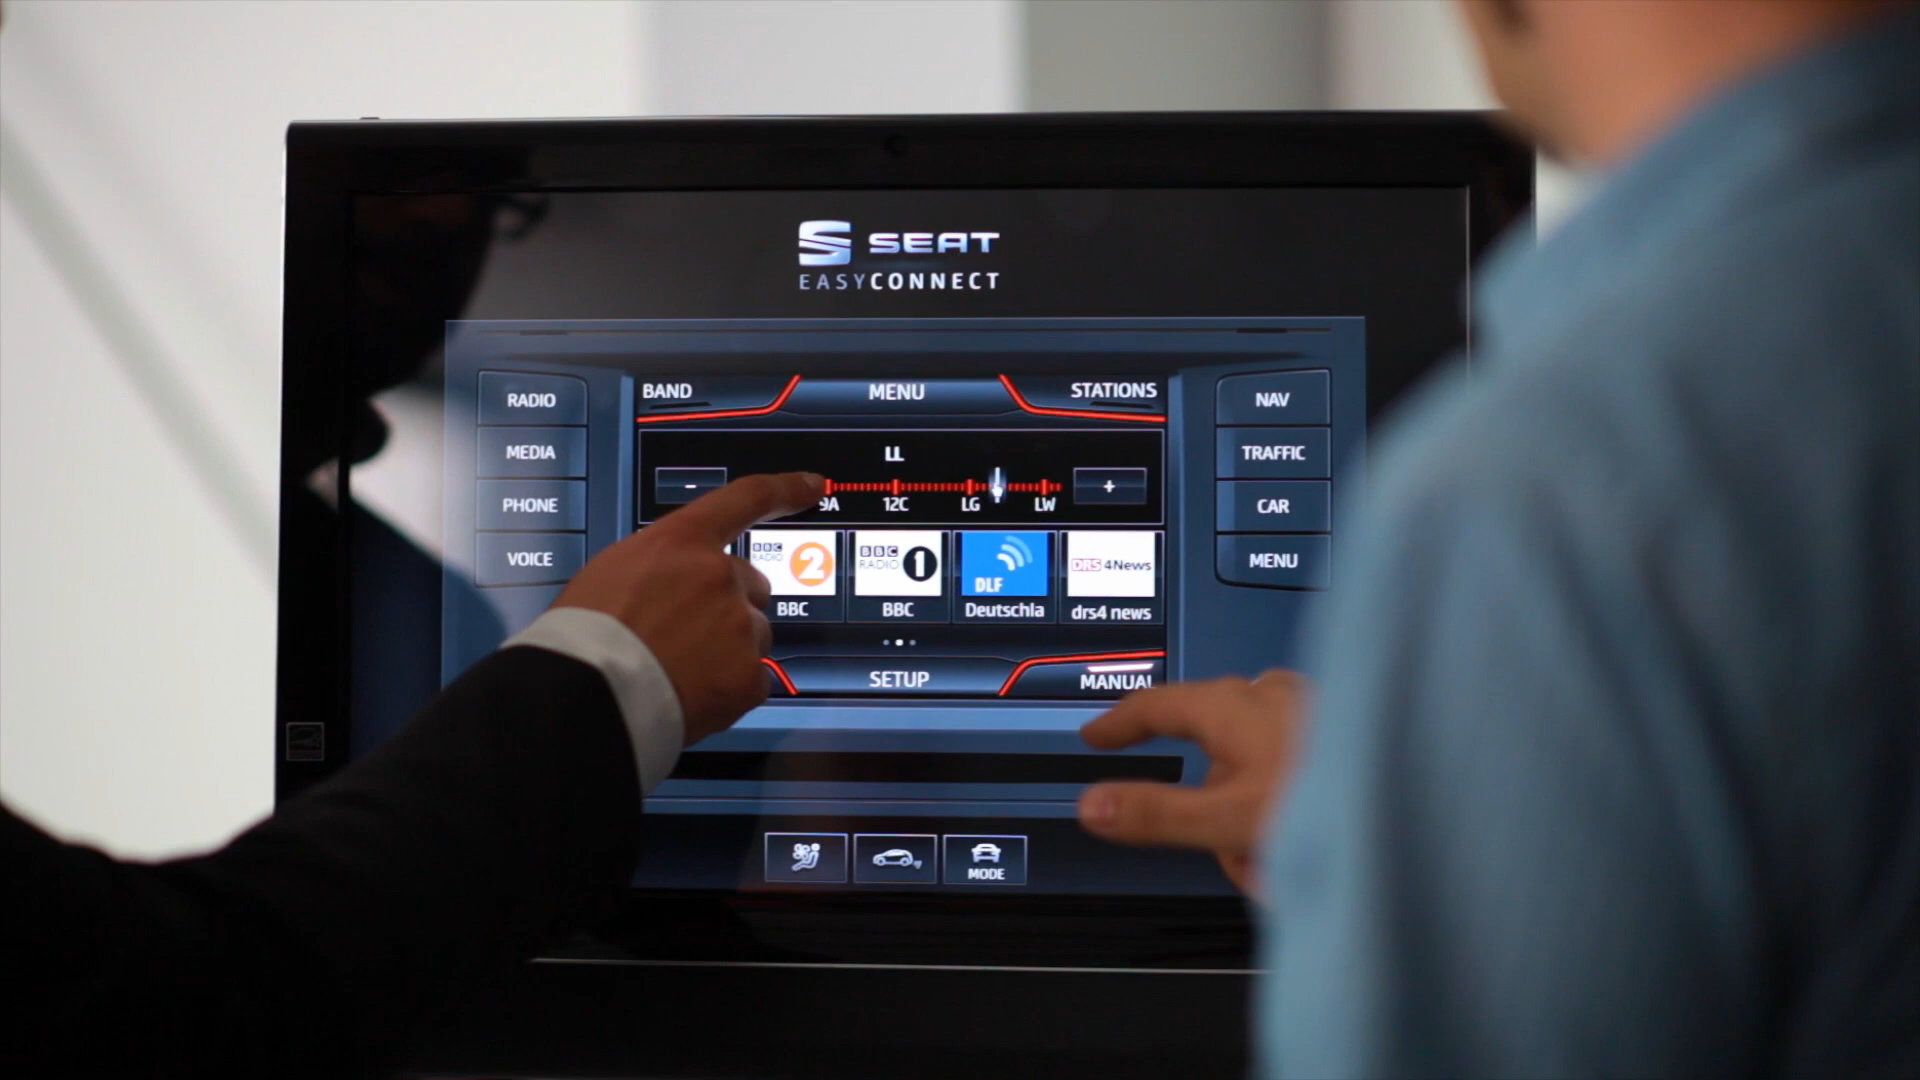 SEAT
EASYCONNECT
BAND
MENU
STATIONS
RADIO
MEDIA
PHONE
VOICE
LL
-
+
9A 12C LG LW
BBC RADIO 2
BBC RADIO 1
DLF
DRS 4News
BBC
BBC
Deutschla
drs4 news
SETUP
MANUAL
NAV
TRAFFIC
CAR
MENU
MODE